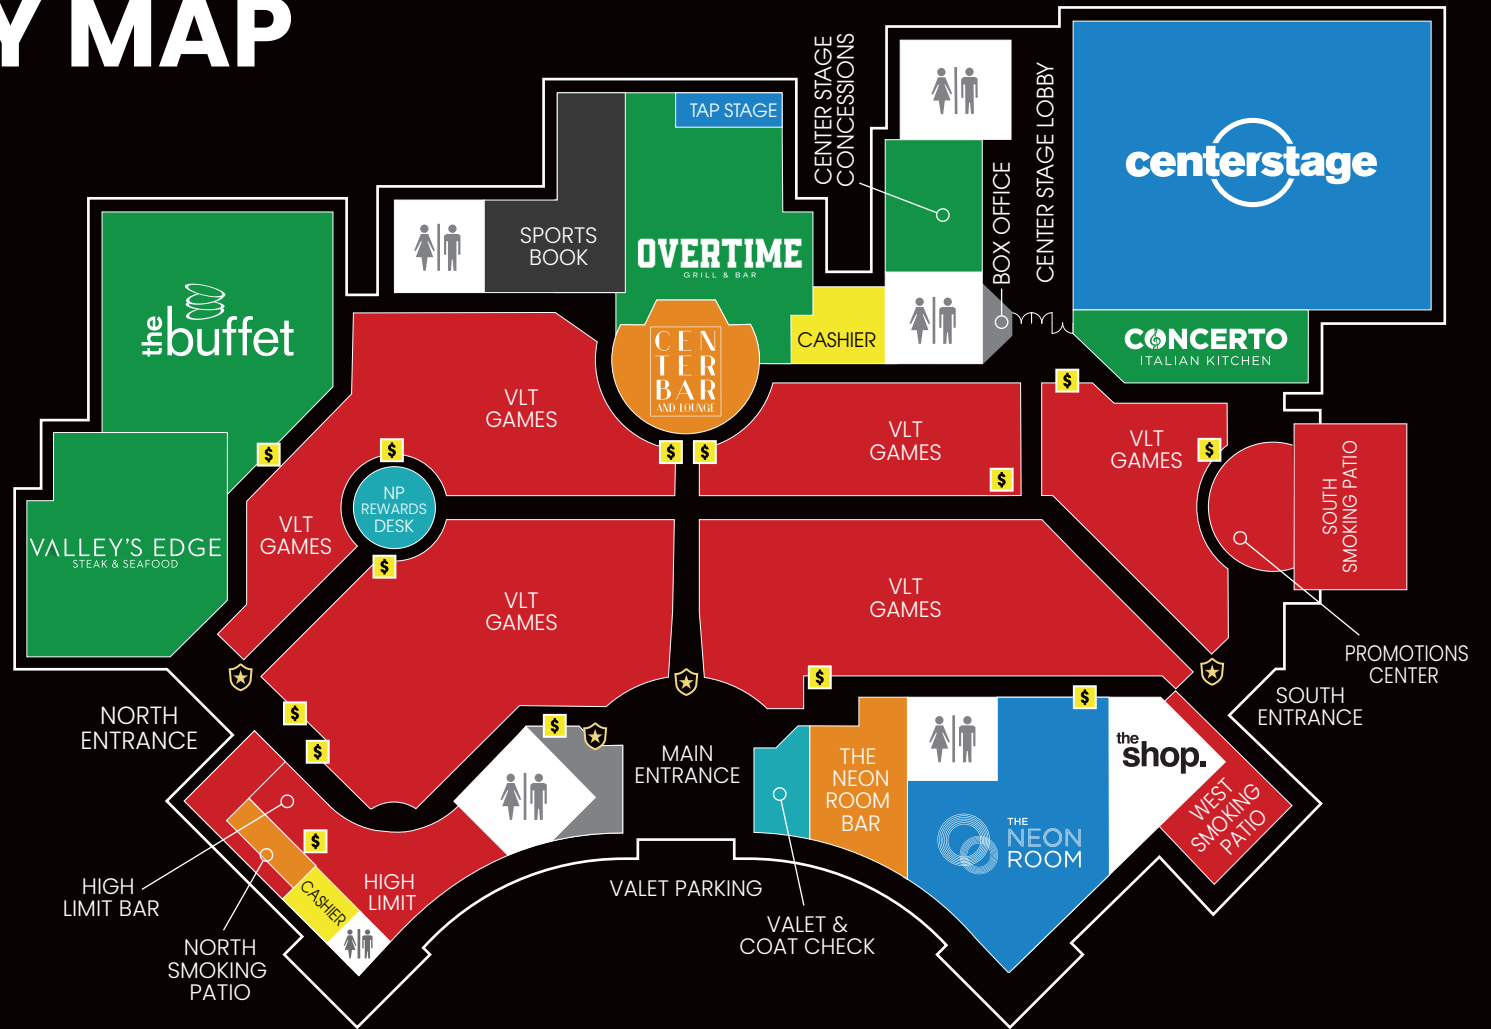 Y MAP
CENTER STAGE
CONCESSIONS
CENTER STAGE LOBBY
BOX OFFICE
TAP STAGE
centerstage
SPORTS
BOOK
OVERTIME
GRILL & BAR
the
buffet
CASHIER
CONCERTO
ITALIAN KITCHEN
CEN
TER
BAR
AND LOUNGE
VLT
GAMES
VLT
GAMES
VLT
GAMES
$
$
$
$
$
$
$
SOUTH
SMOKING PATIO
NP
REWARDS
DESK
VALLEY'S EDGE
STEAK & SEAFOOD
VLT
GAMES
$
VLT
GAMES
VLT
GAMES
PROMOTIONS
CENTER
NORTH
ENTRANCE
SOUTH
ENTRANCE
$
$
$
$
$
$
MAIN
ENTRANCE
THE
NEON
ROOM
BAR
the
shop.
WEST
SMOKING
PATIO
THE
NEON
ROOM
HIGH
LIMIT BAR
CASHIER
HIGH
LIMIT
VALET PARKING
VALET &
COAT CHECK
NORTH
SMOKING
PATIO